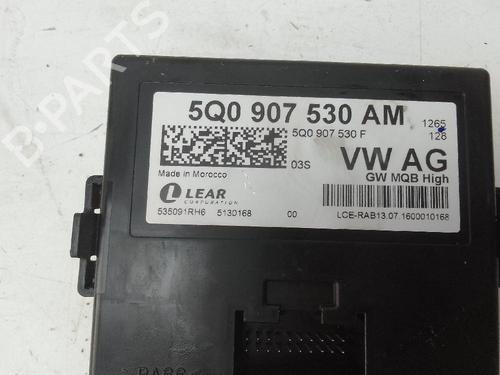 5Q0 907 530 AM
1265
5Q0 907 530 F
128
03S
VW AG
Made in Morocco
GW MQB High
LEAR
CORPORATION
535091RH6 5130168 00 LCE-RAB13.07.1600010168
B-PARTS